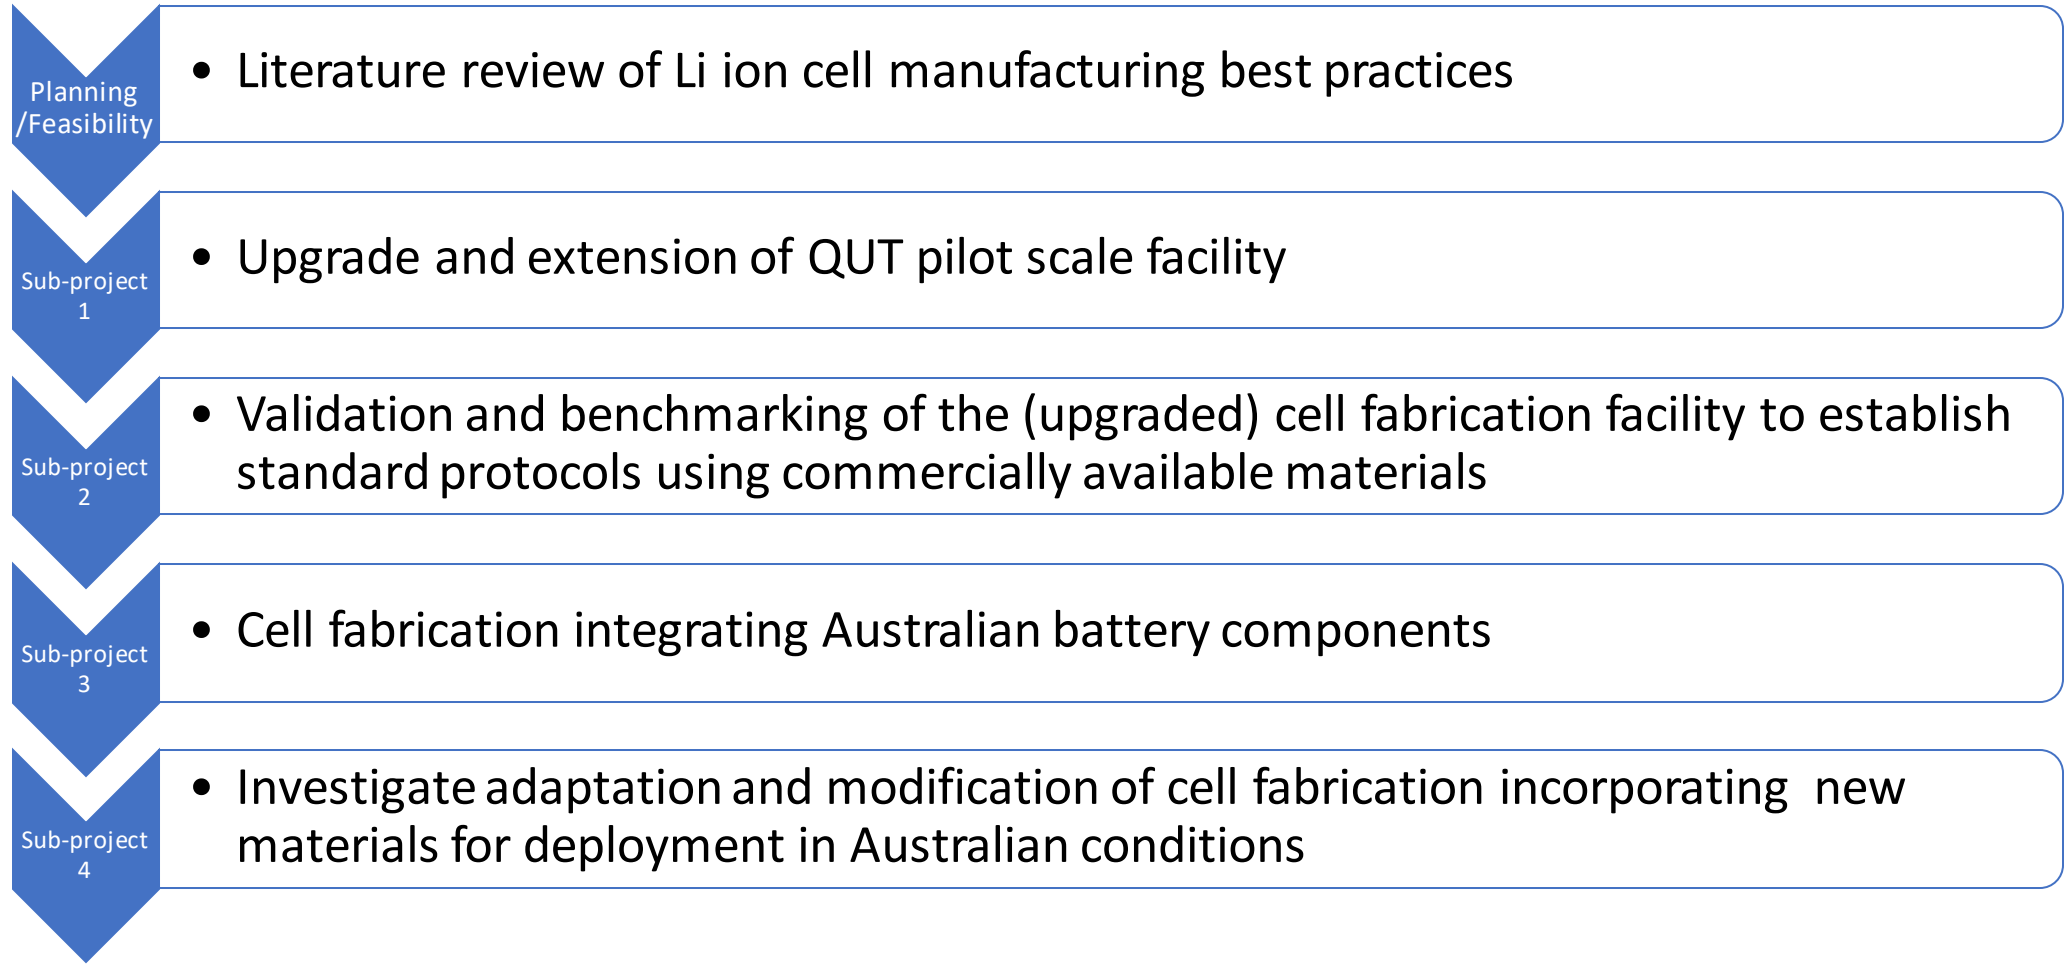 Planning
/Feasibility
• Literature review of Li ion cell manufacturing best practices
Sub-project
1
• Upgrade and extension of QUT pilot scale facility
Sub-project
2
• Validation and benchmarking of the (upgraded) cell fabrication facility to establish
standard protocols using commercially available materials
Sub-project
3
• Cell fabrication integrating Australian battery components
Sub-project
4
• Investigate adaptation and modification of cell fabrication incorporating  new
materials for deployment in Australian conditions